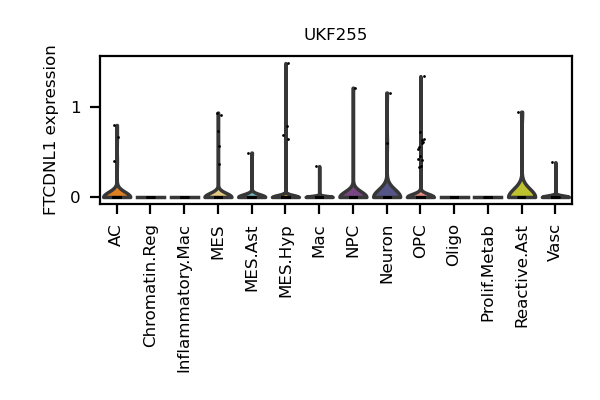 UKF255
FTCDNL1 expression
1
0
AC
Chromatin.Reg
Inflammatory.Mac
MES
MES.Ast
MES.Hyp
Mac
NPC
Neuron
OPC
Oligo
Prolif.Metab
Reactive.Ast
Vasc